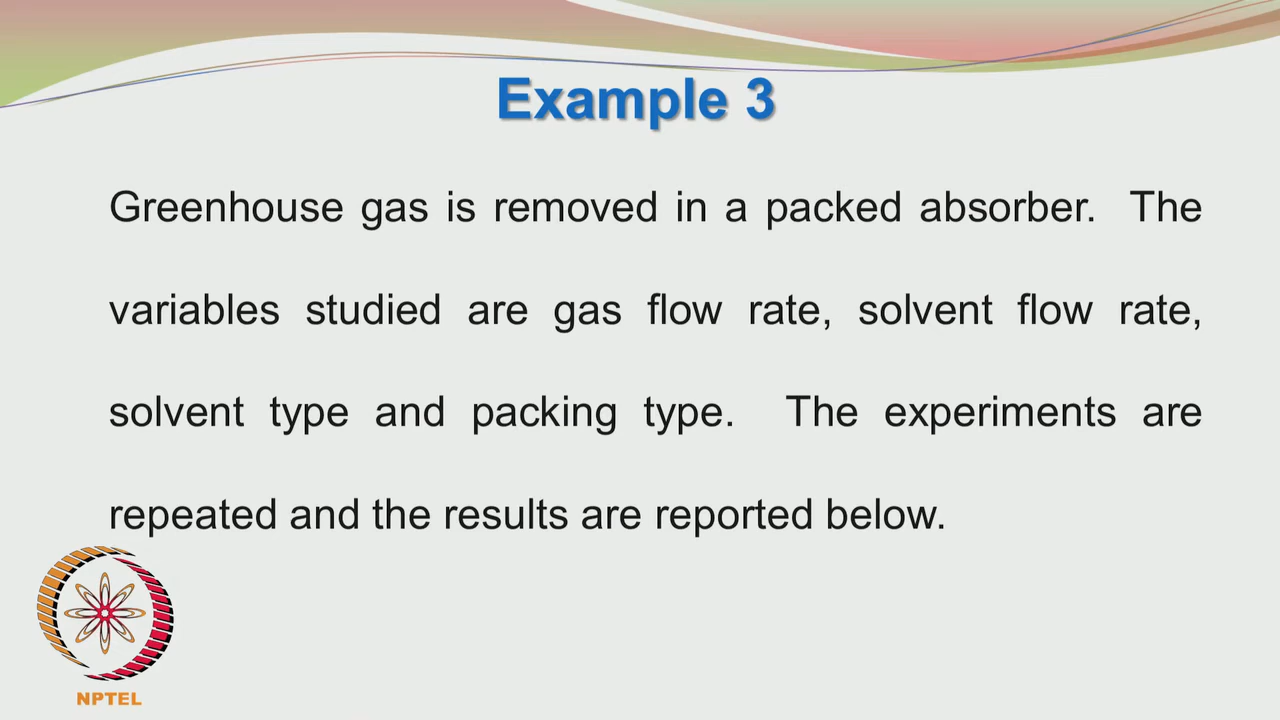 Example 3
Greenhouse gas is removed in a packed absorber. The
variables studied are gas flow rate, solvent flow rate,
solvent type and packing type. The experiments are
repeated and the results are reported below.
NPTEL